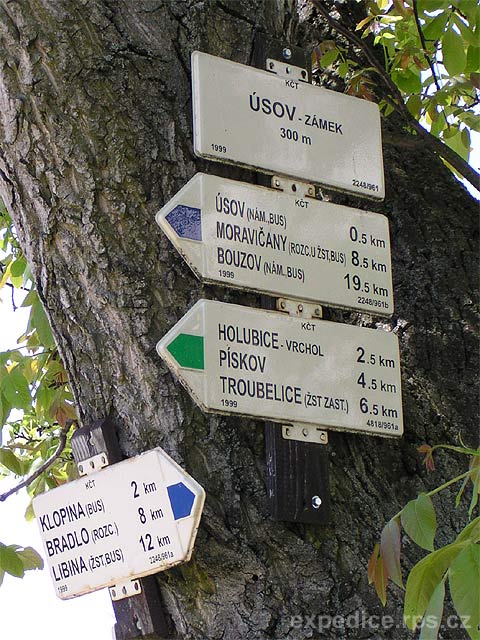 KČT
ÚSOV - ZÁMEK
300 m
1999 2248/961
KČT
ÚSOV (NÁM.,BUS) 0.5 km
MORAVIČANY (ROZC.U ŽST,BUS) 8.5 km
BOUZOV (NÁM.,BUS) 19.5 km
1999 2248/961b
KČT
HOLUBICE - VRCHOL 2.5 km
PÍSKOV 4.5 km
TROUBELICE (ŽST ZAST.) 6.5 km
1999 4818/961a
KČT
KLOPINA (BUS) 2 km
BRADLO (ROZC.) 8 km
LIBINA (ŽST,BUS) 12 km
1999 2248/961a
expedice.rps.cz